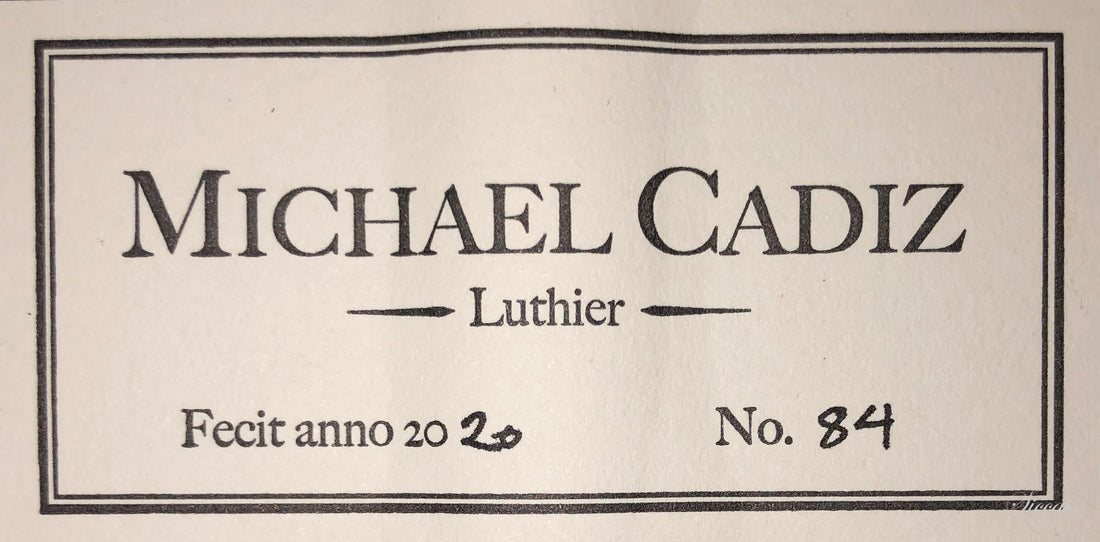 MICHAEL CADIZ
Luthier
Fecit anno 2020
No. 84